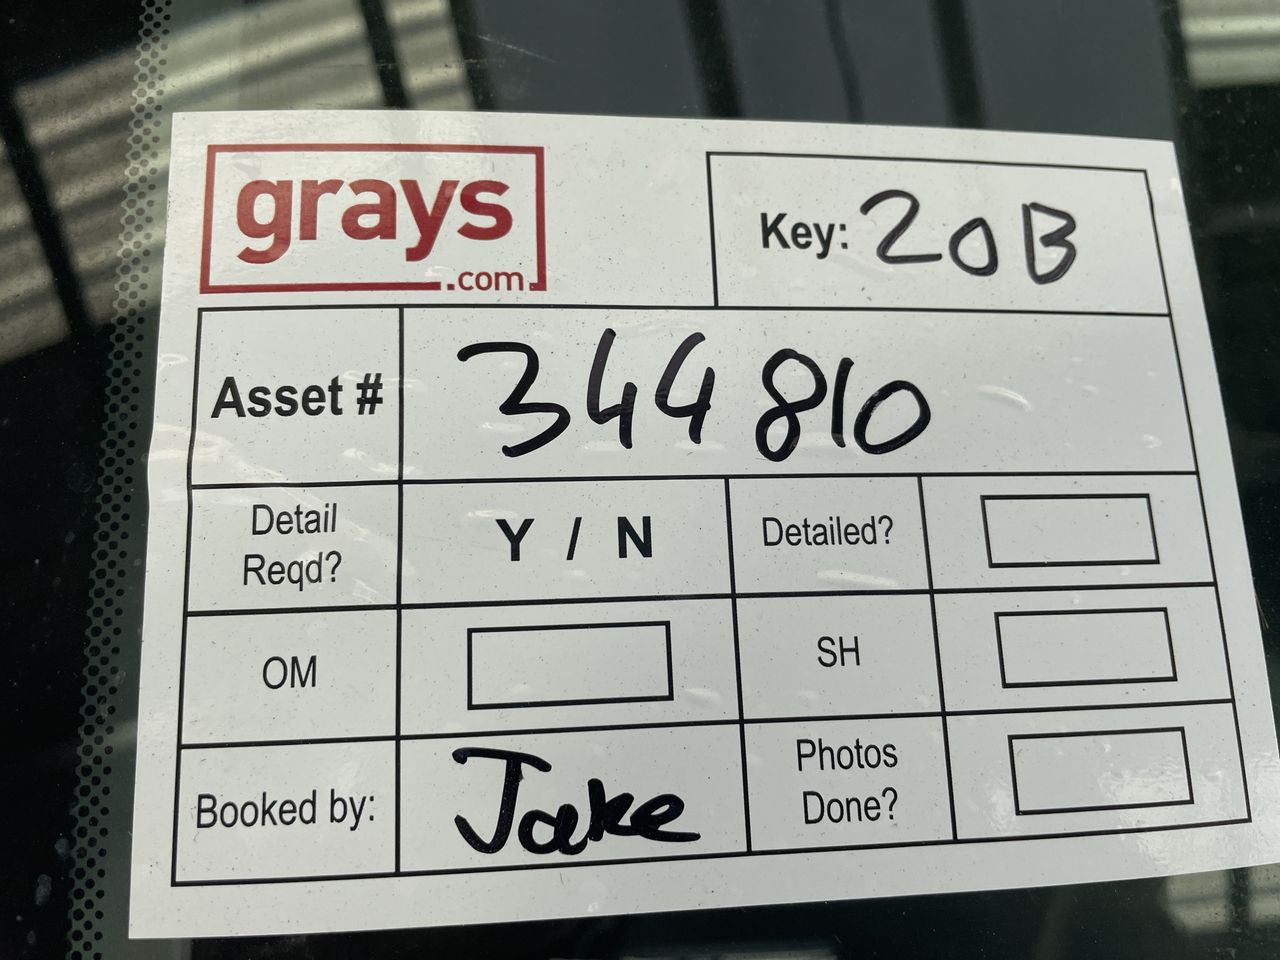 grays
.com
Key: 20B
Asset # 344810
Detail Reqd? Y / N Detailed?
OM SH
Booked by: Jake Photos Done?